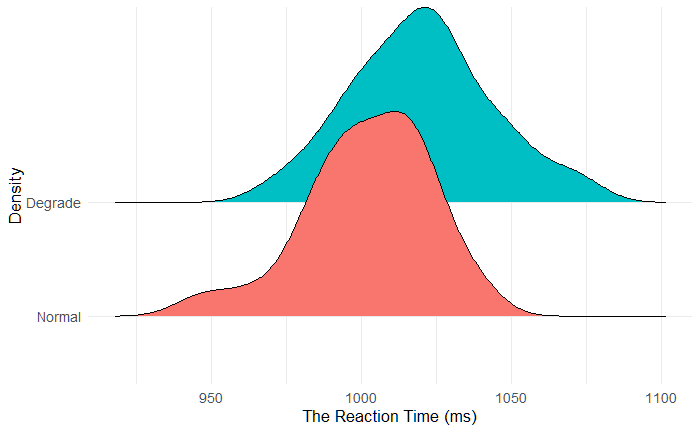 Density
Degrade
Normal
950
1000
1050
1100
The Reaction Time (ms)